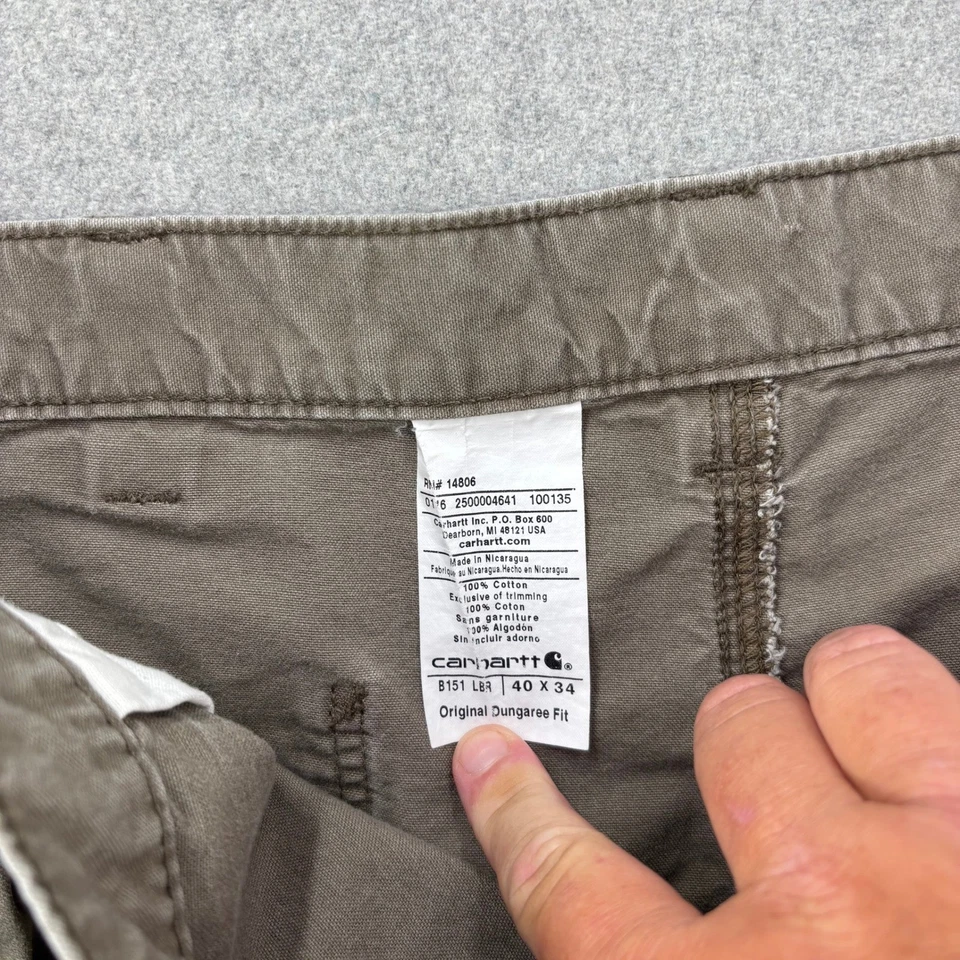 RN# 14806
01/16 2500004641 100135
Carhartt Inc. P.O. Box 600
Dearborn, MI 48121 USA
carhartt.com
Made in Nicaragua
Fabriqué au Nicaragua.Hecho en Nicaragua
100% Cotton
Exclusive of trimming
100% Coton
Sans garniture
100% Algodón
Sin incluir adorno
carhartt ®
B151 LBR 40 X 34
Original Dungaree Fit